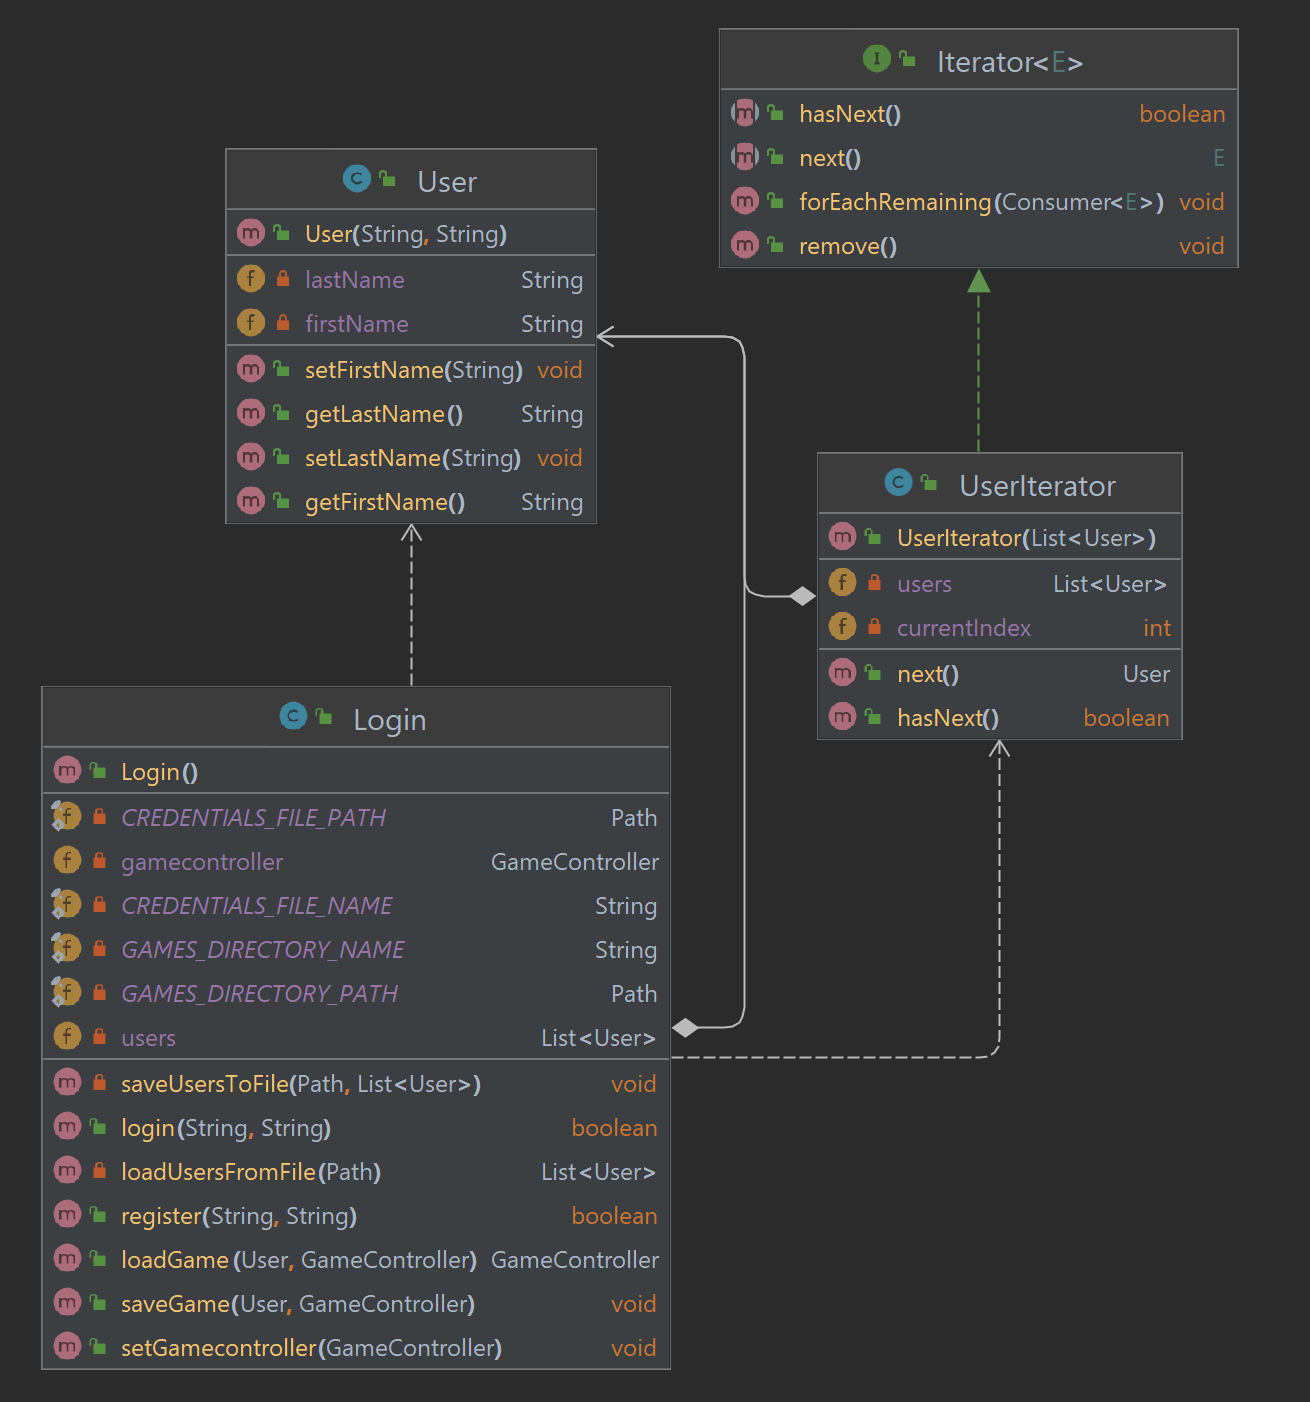 Iterator<E>
hasNext() boolean
next() E
forEachRemaining(Consumer<E>) void
remove() void
User
User(String, String)
lastName String
firstName String
setFirstName(String) void
getLastName() String
setLastName(String) void
getFirstName() String
UserIterator
UserIterator(List<User>)
users List<User>
currentIndex int
next() User
hasNext() boolean
Login
Login()
CREDENTIALS_FILE_PATH Path
gamecontroller GameController
CREDENTIALS_FILE_NAME String
GAMES_DIRECTORY_NAME String
GAMES_DIRECTORY_PATH Path
users List<User>
saveUsersToFile(Path, List<User>) void
login(String, String) boolean
loadUsersFromFile(Path) List<User>
register(String, String) boolean
loadGame(User, GameController) GameController
saveGame(User, GameController) void
setGamecontroller(GameController) void